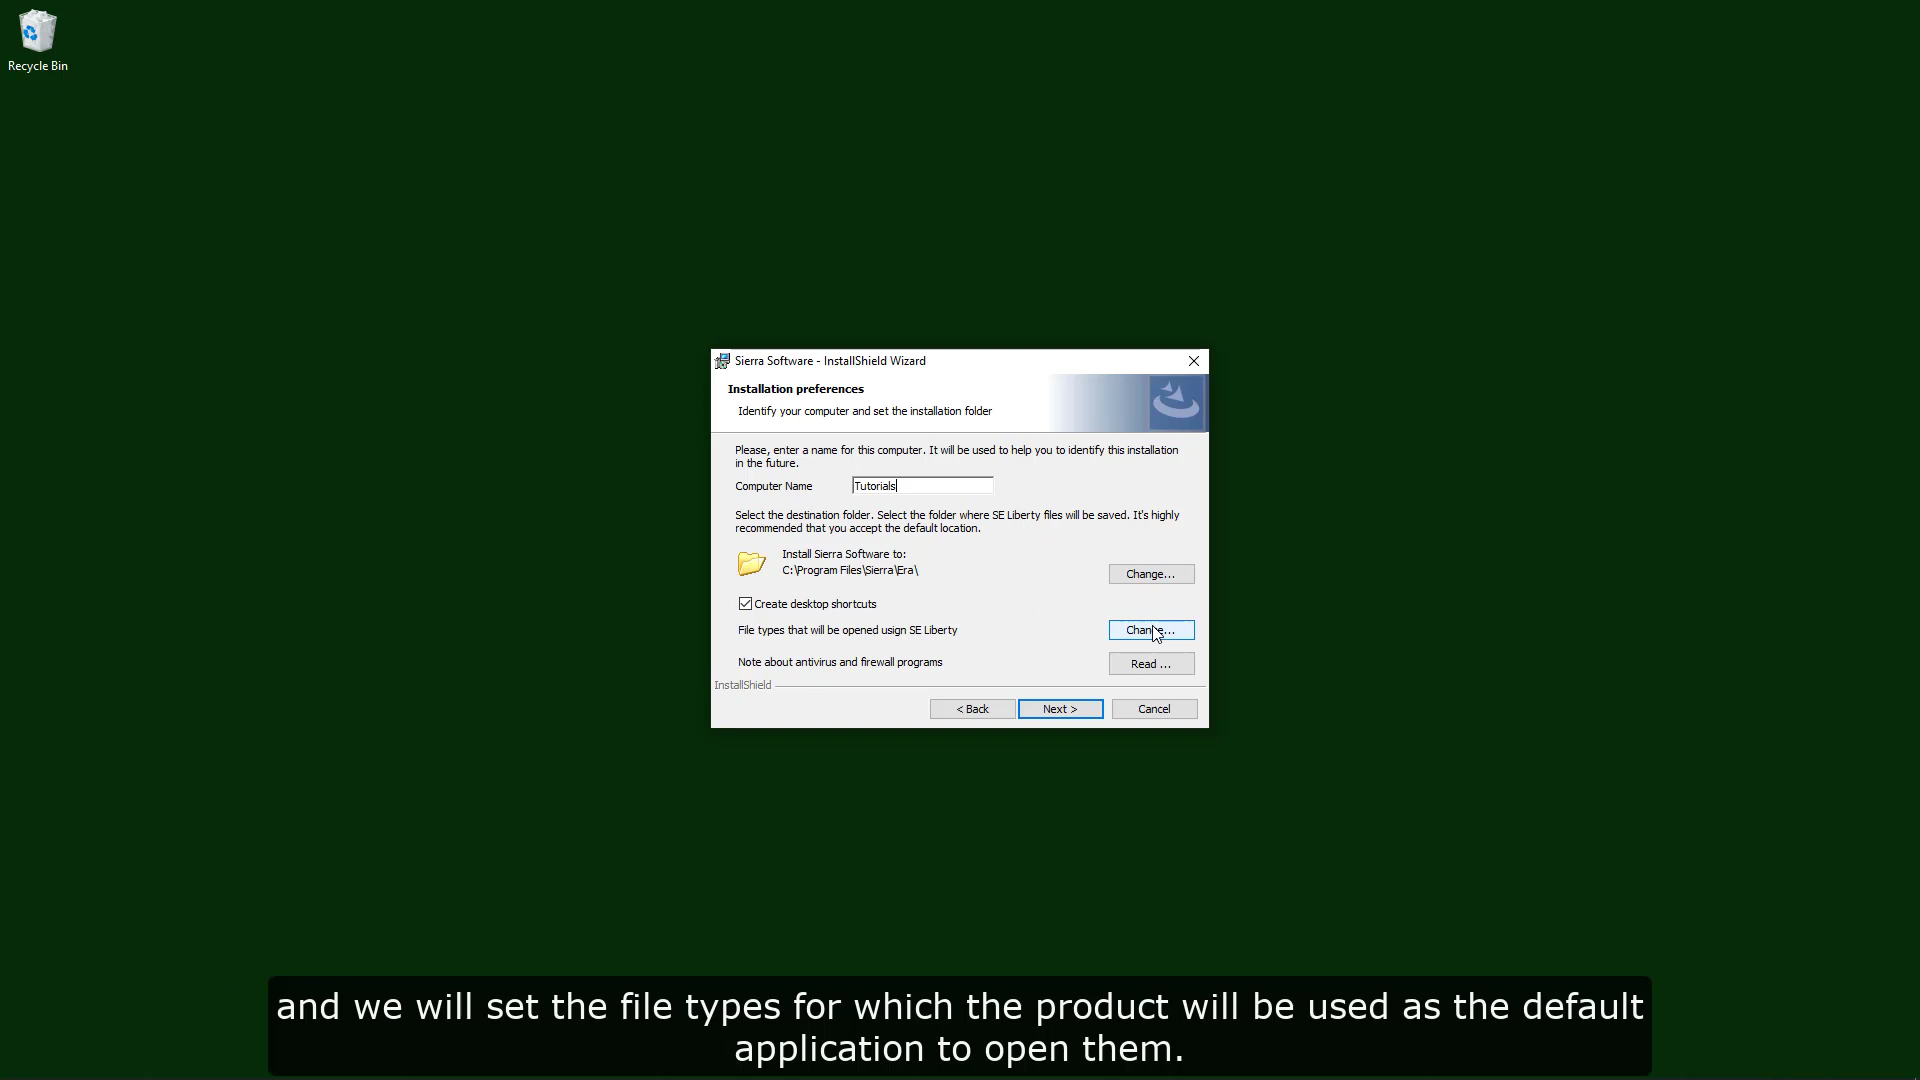 Recycle Bin
Sierra Software - InstallShield Wizard
Installation preferences
Identify your computer and set the installation folder
Please, enter a name for this computer. It will be used to help you to identify this installation
in the future.
Computer Name
Tutorials
Select the destination folder. Select the folder where SE Liberty files will be saved. It's highly
recommended that you accept the default location.
Install Sierra Software to:
C:\Program Files\Sierra\Era\
Change...
Create desktop shortcuts
File types that will be opened usign SE Liberty
Change...
Note about antivirus and firewall programs
Read ...
InstallShield
< Back
Next >
Cancel
and we will set the file types for which the product will be used as the default
application to open them.